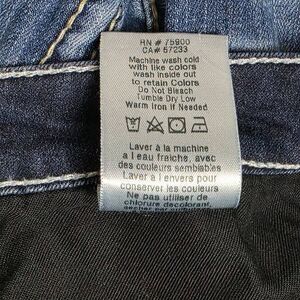 RN # 75900
CA# 57233
Machine wash cold
with like colors
wash inside out
to retain Colors
Do Not Bleach
Tumble Dry Low
Warm iron if Needed
Laver à la machine
a l eau fraiche, avec
des couleurs semblables
Laver a l envers pour
conserver les couleurs
Ne pas utiliser de
chlorure decolorant,